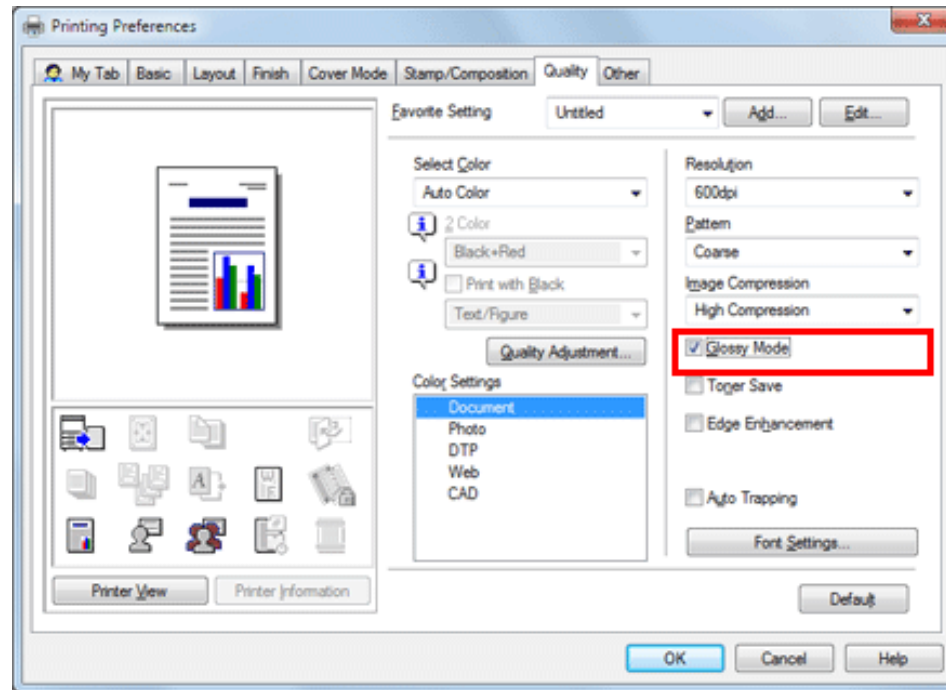 Printing Preferences
My Tab Basic Layout Finish Cover Mode Stamp/Composition Quality Other
Favorite Setting Untitled Add... Edit...
Select Color
Auto Color
2 Color
Black+Red
Print with Black
Text/Figure
Quality Adjustment...
Color Settings
Document
Photo
DTP
Web
CAD
Resolution
600dpi
Pattern
Coarse
Image Compression
High Compression
Glossy Mode
Toner Save
Edge Enhancement
Auto Trapping
Font Settings...
Printer View Printer Information
Default
OK Cancel Help